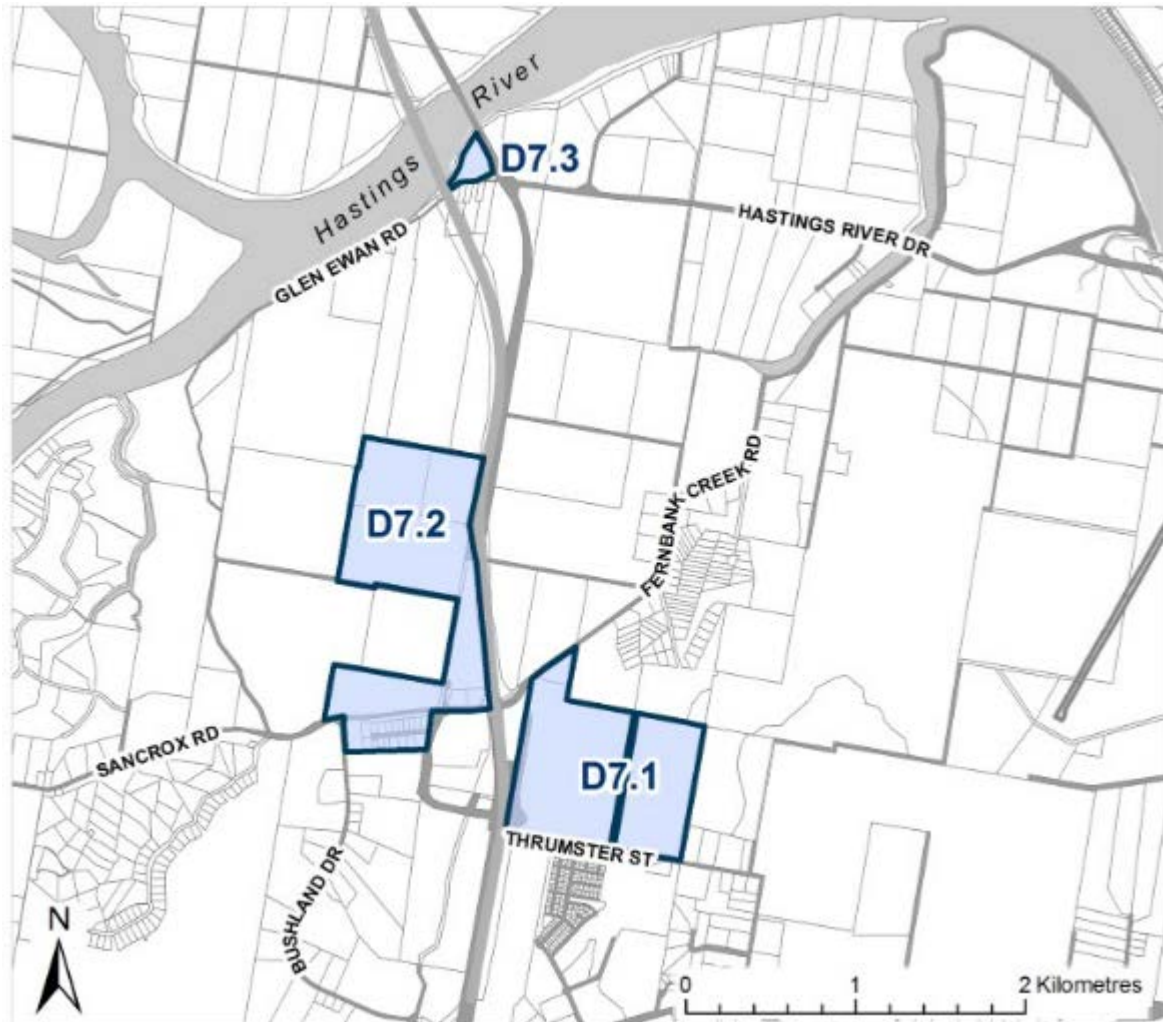 River
Hastings
D7.3
HASTINGS RIVER DR
GLEN EWAN RD
D7.2
FERNBANK CREEK RD
SANCROX RD
D7.1
THRUMSTER ST
BUSHLAND DR
N
0 1 2 Kilometres